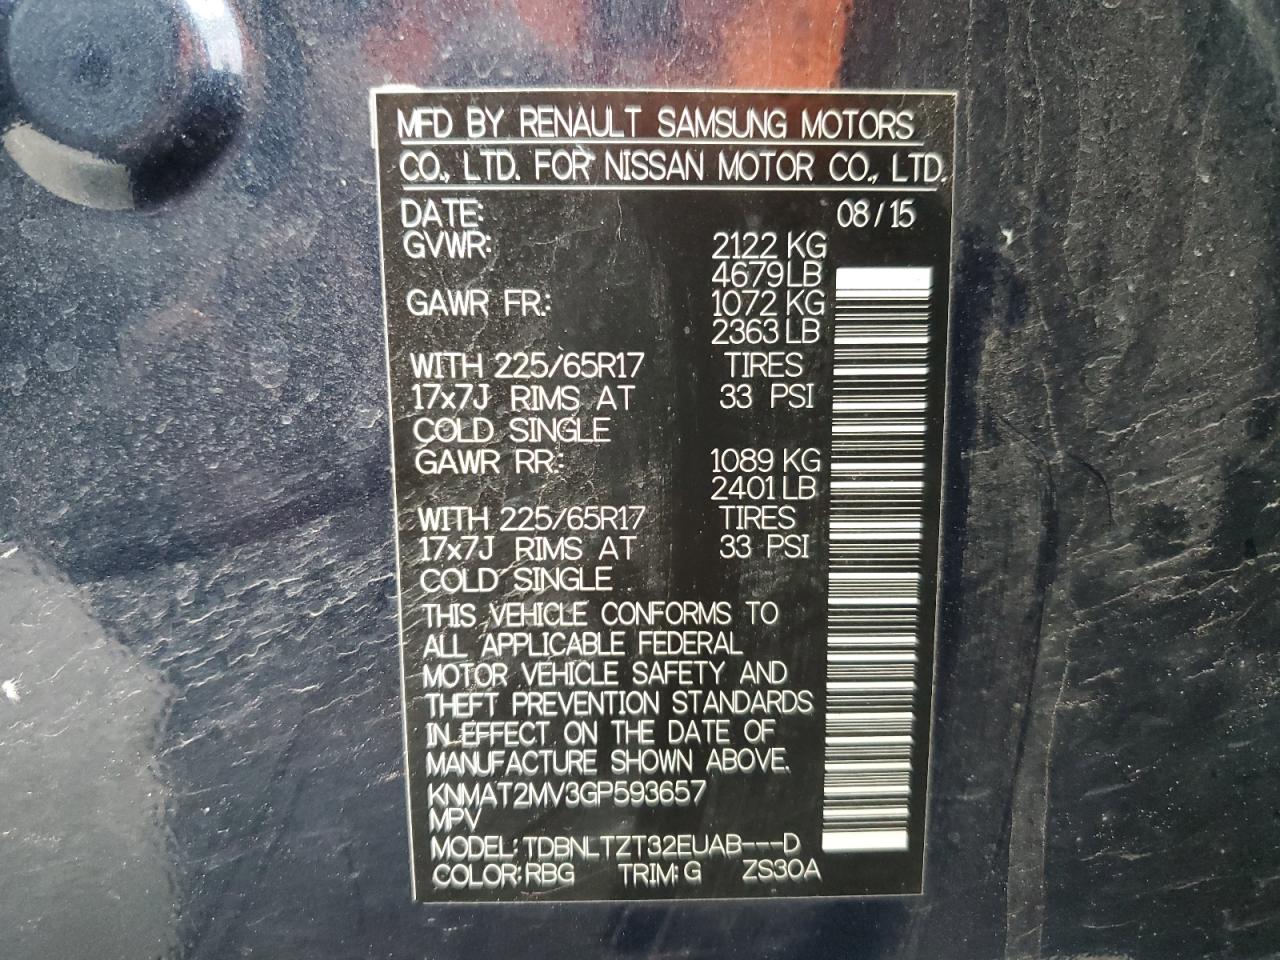 MFD BY RENAULT SAMSUNG MOTORS
CO., LTD. FOR NISSAN MOTOR CO., LTD.
DATE: 08/15
GVWR: 2122 KG
4679 LB
GAWR FR: 1072 KG
2363 LB
WITH 225/65R17 TIRES
17x7J RIMS AT 33 PSI
COLD SINGLE
GAWR RR: 1089 KG
2401 LB
WITH 225/65R17 TIRES
17x7J RIMS AT 33 PSI
COLD SINGLE
THIS VEHICLE CONFORMS TO
ALL APPLICABLE FEDERAL
MOTOR VEHICLE SAFETY AND
THEFT PREVENTION STANDARDS
IN EFFECT ON THE DATE OF
MANUFACTURE SHOWN ABOVE.
KNMAT2MV3GP593657
MPV
MODEL: TDBNLTZT32EUAB---D
COLOR: RBG TRIM: G ZS30A